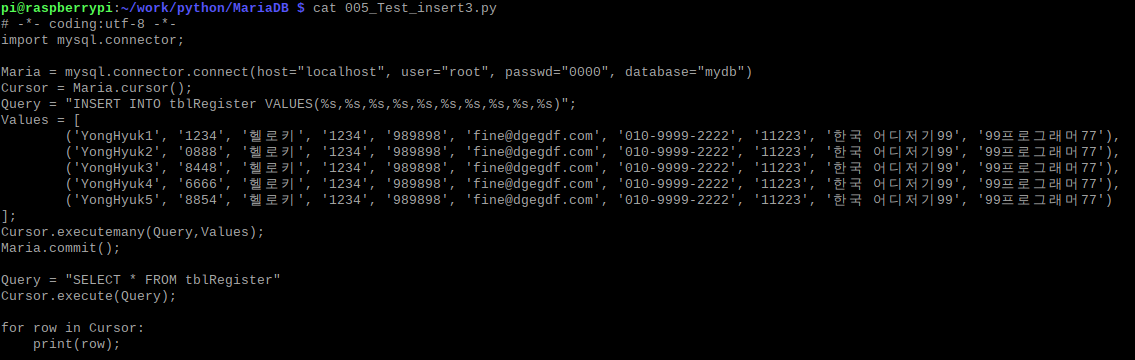 pi@raspberrypi:~/work/python/MariaDB $ cat 005_Test_insert3.py
# -*- coding:utf-8 -*-
import mysql.connector;

Maria = mysql.connector.connect(host="localhost", user="root", passwd="0000", database="mydb")
Cursor = Maria.cursor();
Query = "INSERT INTO tblRegister VALUES(%s,%s,%s,%s,%s,%s,%s,%s,%s,%s)";
Values = [
        ('YongHyuk1', '1234', '헬로키', '1234', '989898', 'fine@dgegdf.com', '010-9999-2222', '11223', '한국 어디저기99', '99프로그래머77'),
        ('YongHyuk2', '0888', '헬로키', '1234', '989898', 'fine@dgegdf.com', '010-9999-2222', '11223', '한국 어디저기99', '99프로그래머77'),
        ('YongHyuk3', '8448', '헬로키', '1234', '989898', 'fine@dgegdf.com', '010-9999-2222', '11223', '한국 어디저기99', '99프로그래머77'),
        ('YongHyuk4', '6666', '헬로키', '1234', '989898', 'fine@dgegdf.com', '010-9999-2222', '11223', '한국 어디저기99', '99프로그래머77'),
        ('YongHyuk5', '8854', '헬로키', '1234', '989898', 'fine@dgegdf.com', '010-9999-2222', '11223', '한국 어디저기99', '99프로그래머77')
];
Cursor.executemany(Query,Values);
Maria.commit();

Query = "SELECT * FROM tblRegister"
Cursor.execute(Query);

for row in Cursor:
    print(row);